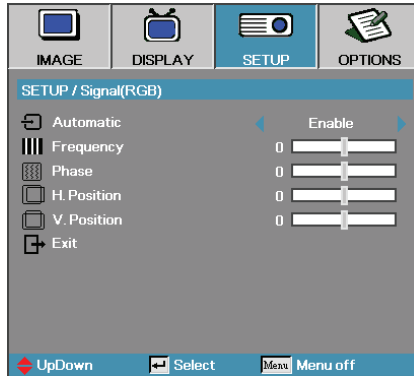 IMAGE DISPLAY SETUP OPTIONS
SETUP / Signal(RGB)
Automatic Enable
Frequency 0
Phase 0
H. Position 0
V. Position 0
Exit
UpDown Select Menu Menu off